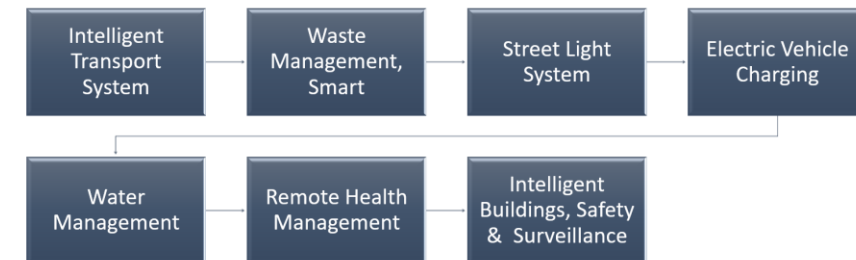 Intelligent
Transport
System
Waste
Management,
Smart
Street Light
System
Electric Vehicle
Charging
Water
Management
Remote Health
Management
Intelligent
Buildings, Safety
& Surveillance